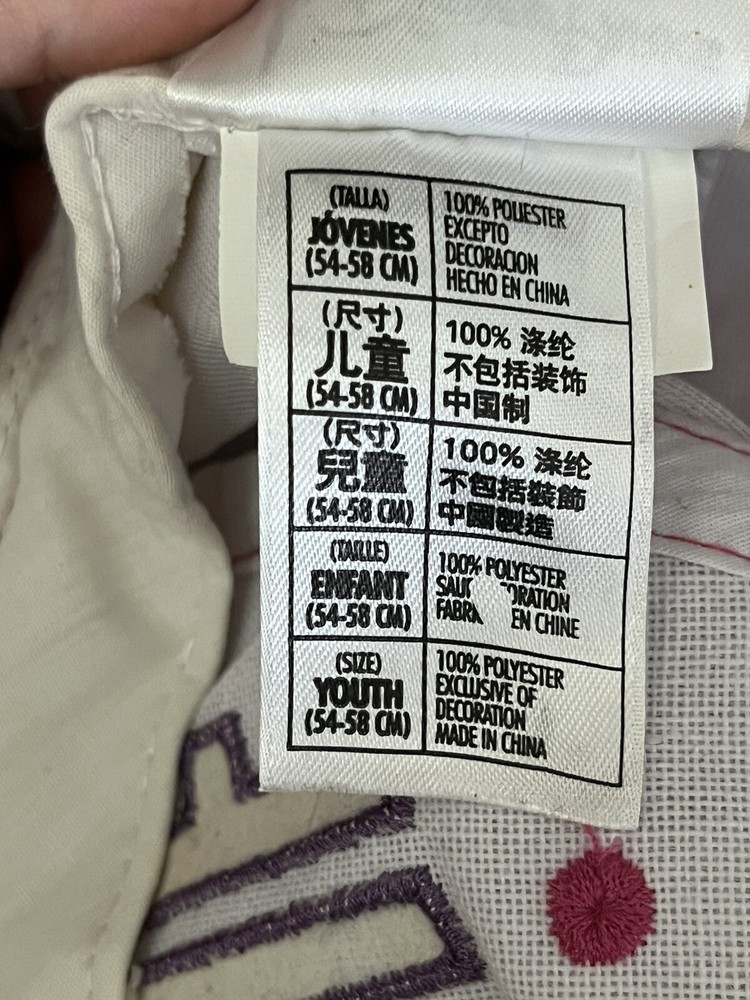 (TALLA)
JÓVENES
(54-58 CM)
100% POLIESTER
EXCEPTO
DECORACION
HECHO EN CHINA
(尺寸)
儿童
(54-58 CM)
100% 涤纶
不包括装饰
中国制
(尺寸)
兒童
(54-58 CM)
100% 涤纶
不包括裝飾
中國製造
(TAILLE)
ENFANT
(54-58 CM)
100% POLYESTER
EN CHINE
(SIZE)
YOUTH
(54-58 CM)
100% POLYESTER
EXCLUSIVE OF
DECORATION
MADE IN CHINA